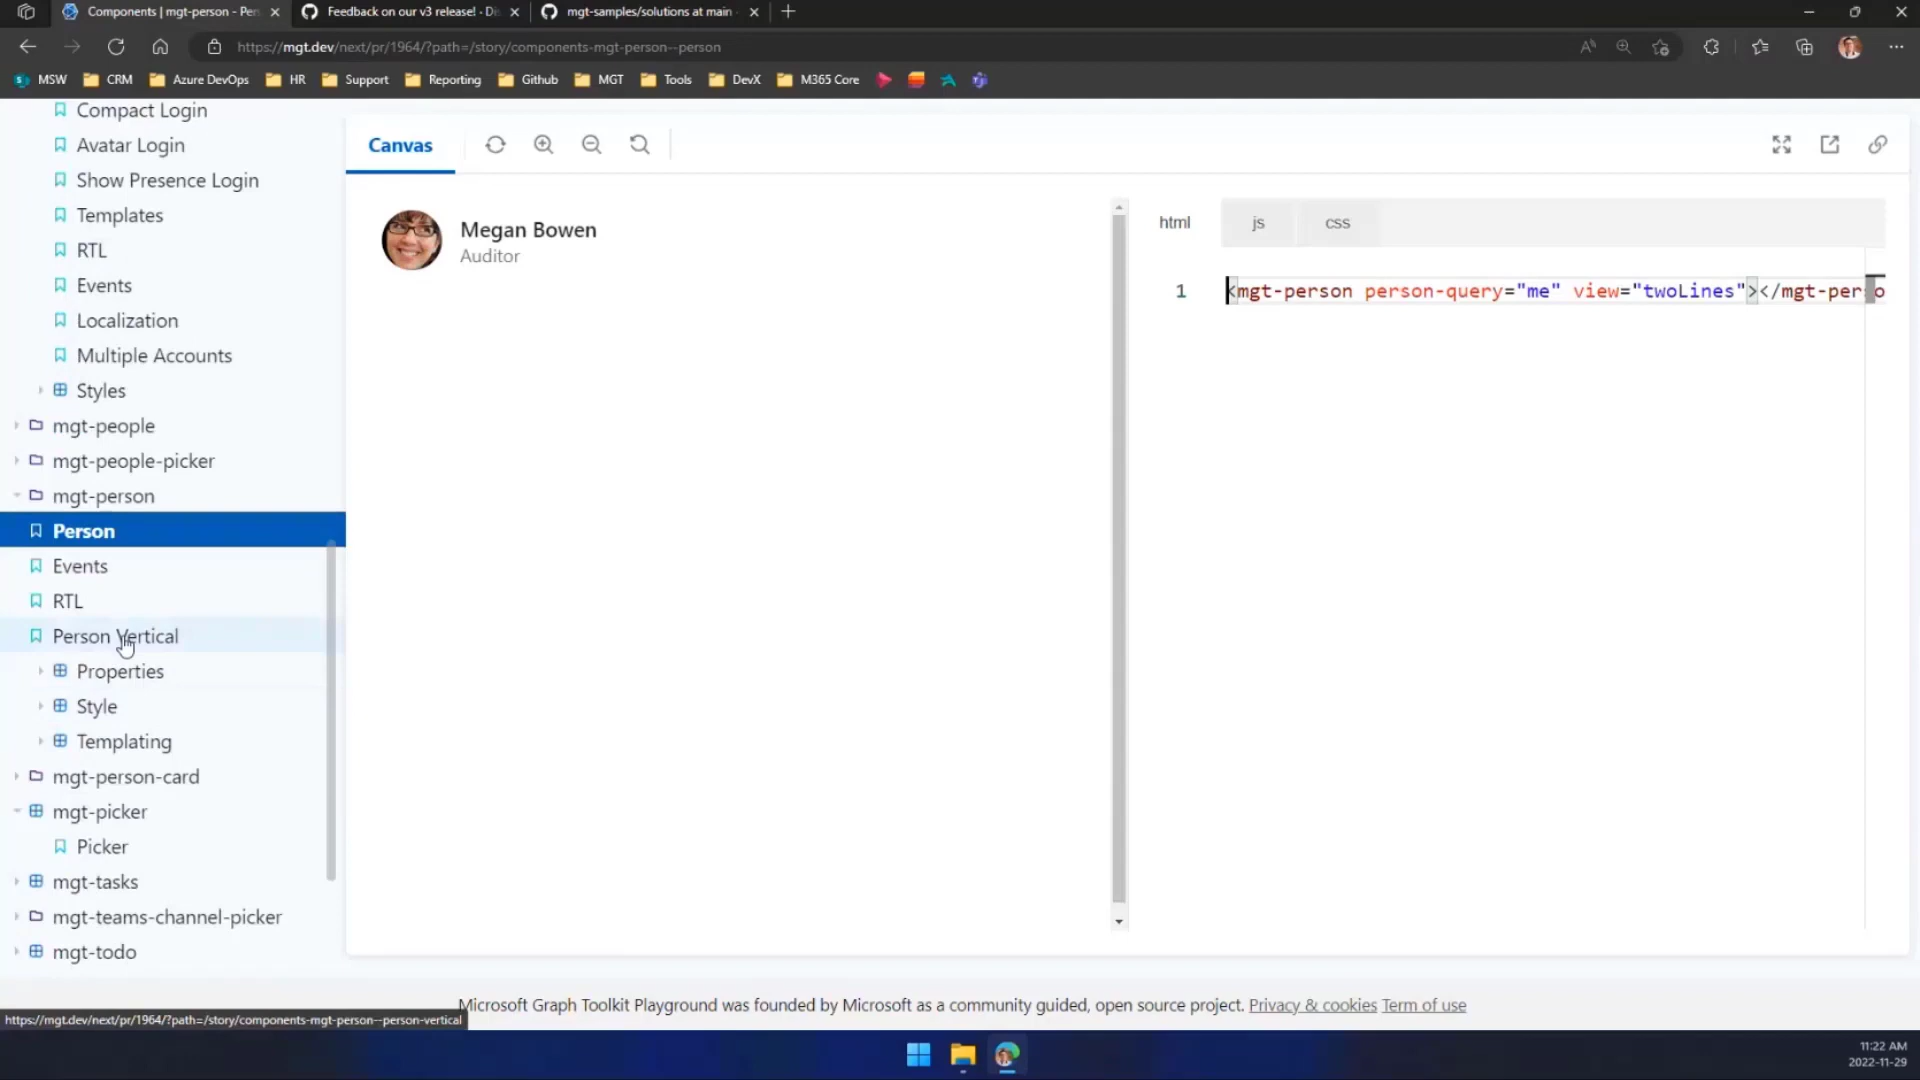 Components | mgt-person - Per
Feedback on our v3 release! · Dis
mgt-samples/solutions at main ·
https://mgt.dev/next/pr/1964/?path=/story/components-mgt-person--person
MSW
CRM
Azure DevOps
HR
Support
Reporting
Github
MGT
Tools
DevX
M365 Core
Compact Login
Avatar Login
Show Presence Login
Templates
RTL
Events
Localization
Multiple Accounts
Styles
mgt-people
mgt-people-picker
mgt-person
Person
Events
RTL
Person Vertical
Properties
Style
Templating
mgt-person-card
mgt-picker
Picker
mgt-tasks
mgt-teams-channel-picker
mgt-todo
Canvas
Megan Bowen
Auditor
html
js
css
1
<mgt-person person-query="me" view="twoLines"></mgt-perso
Microsoft Graph Toolkit Playground was founded by Microsoft as a community guided, open source project. Privacy & cookies Term of use
https://mgt.dev/next/pr/1964/?path=/story/components-mgt-person--person-vertical
11:22 AM
2022-11-29